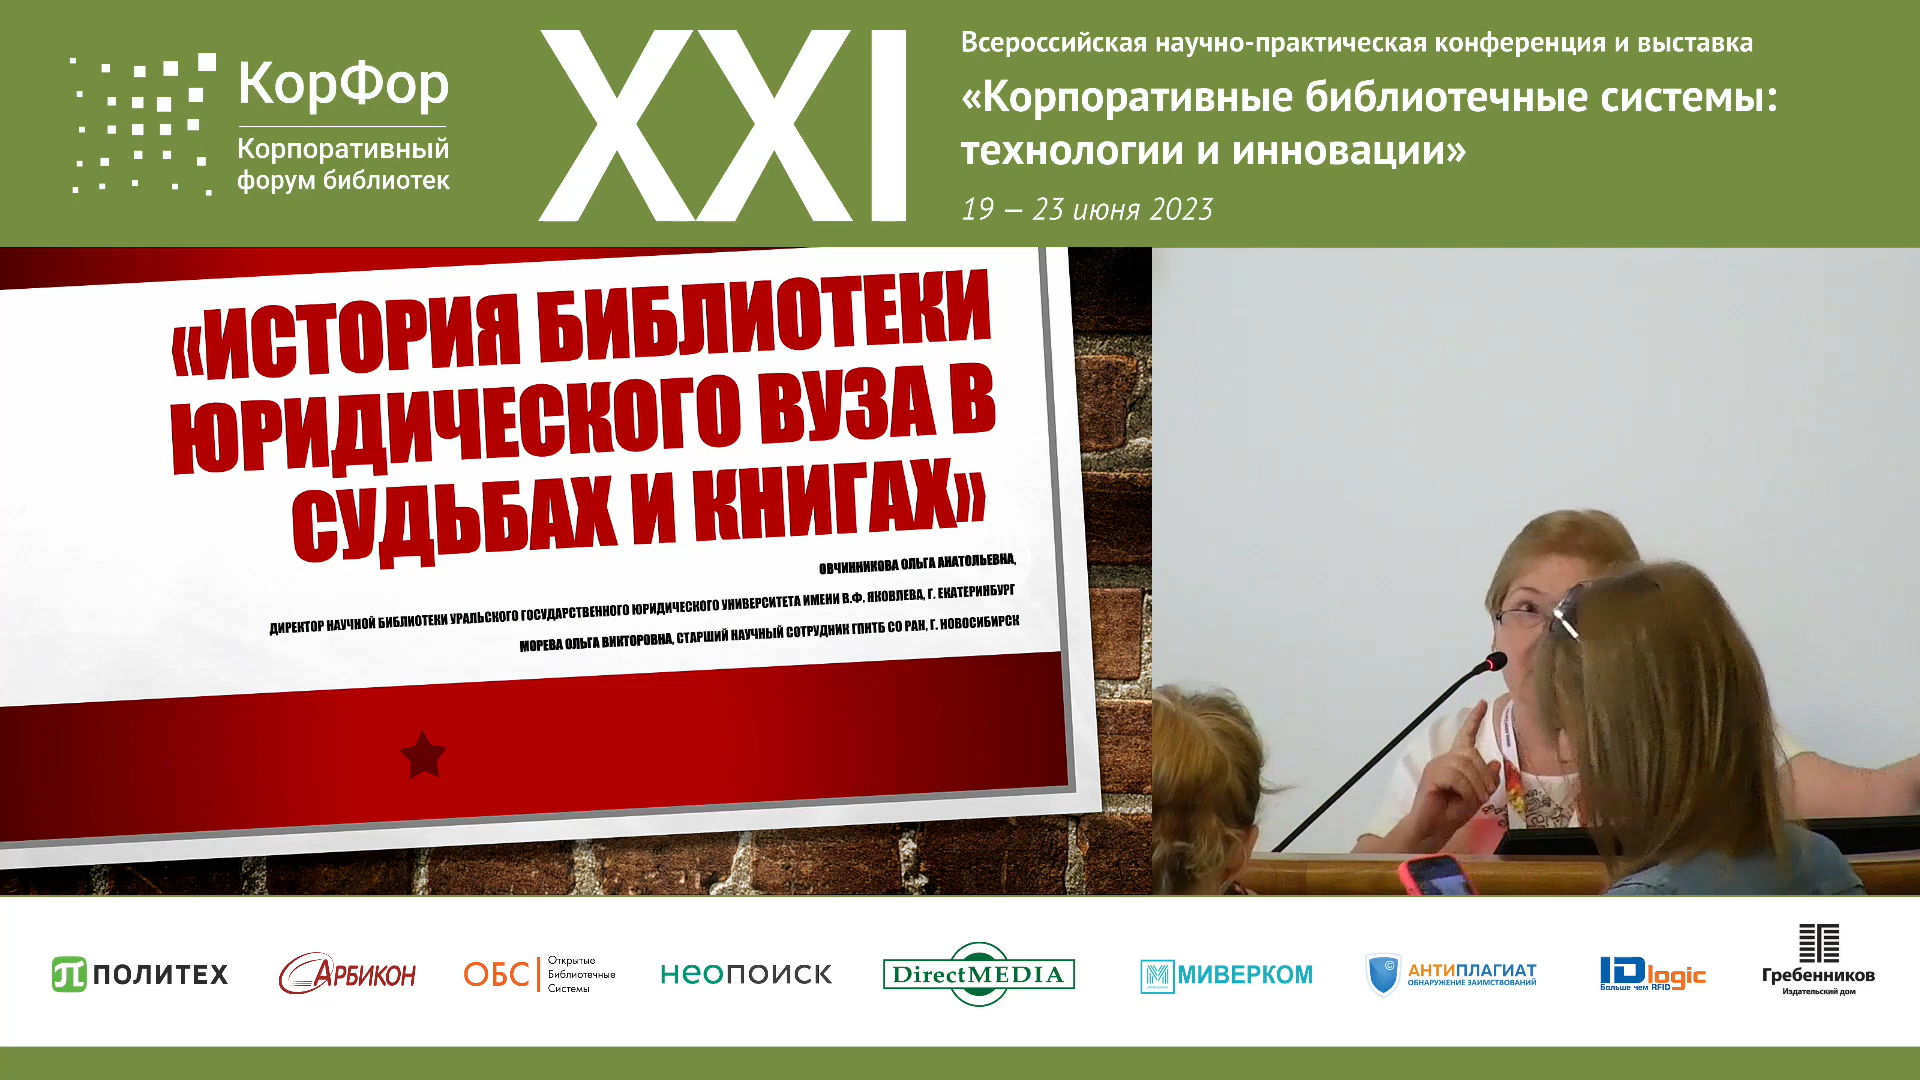 КорФор
Корпоративный
форум библиотек
XXI
Всероссийская научно-практическая конференция и выставка
«Корпоративные библиотечные системы:
технологии и инновации»
19 — 23 июня 2023
«ИСТОРИЯ БИБЛИОТЕКИ
ЮРИДИЧЕСКОГО ВУЗА В
СУДЬБАХ И КНИГАХ»
ОВЧИННИКОВА ОЛЬГА АНАТОЛЬЕВНА,
ДИРЕКТОР НАУЧНОЙ БИБЛИОТЕКИ УРАЛЬСКОГО ГОСУДАРСТВЕННОГО ЮРИДИЧЕСКОГО УНИВЕРСИТЕТА ИМЕНИ В.Ф. ЯКОВЛЕВА, Г. ЕКАТЕРИНБУРГ
МОРЕВА ОЛЬГА ВИКТОРОВНА, СТАРШИЙ НАУЧНЫЙ СОТРУДНИК ГПНТБ СО РАН, Г. НОВОСИБИРСК
ПОЛИТЕХ
АРБИКОН
ОБС
Открытые
Библиотечные
Системы
НЕОПОИСК
DirectMEDIA
МИВЕРКОМ
АНТИПЛАГИАТ
ОБНАРУЖЕНИЕ ЗАИМСТВОВАНИЙ
IDlogic
Больше чем RFID
Гребенников
Издательский дом